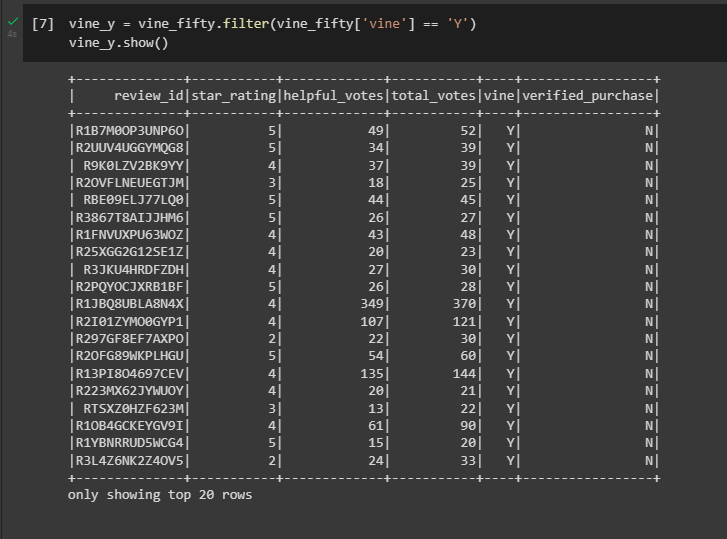 [7] vine_y = vine_fifty.filter(vine_fifty['vine'] == 'Y')
vine_y.show()
4s
+--------------+-----------+-------------+-----------+----+-----------------+
|     review_id|star_rating|helpful_votes|total_votes|vine|verified_purchase|
+--------------+-----------+-------------+-----------+----+-----------------+
|R1B7M0OP3UNP6O|          5|           49|         52|   Y|                N|
|R2UUV4UGGYMQG8|          5|           34|         39|   Y|                N|
| R9K0LZV2BK9YY|          4|           37|         39|   Y|                N|
|R2OVFLNEUEGTJM|          3|           18|         25|   Y|                N|
| RBE09ELJ77LQ0|          5|           44|         45|   Y|                N|
|R3867T8AIJJHM6|          5|           26|         27|   Y|                N|
|R1FNVUXPU63WOZ|          4|           43|         48|   Y|                N|
|R25XGG2G12SE1Z|          4|           20|         23|   Y|                N|
| R3JKU4HRDFZDH|          4|           27|         30|   Y|                N|
|R2PQYOCJXRB1BF|          5|           26|         28|   Y|                N|
|R1JBQ8UBLA8N4X|          4|          349|        370|   Y|                N|
|R2I01ZYMO0GYP1|          4|          107|        121|   Y|                N|
|R297GF8EF7AXPO|          2|           22|         30|   Y|                N|
|R2OFG89WKPLHGU|          5|           54|         60|   Y|                N|
|R13PI8O4697CEV|          4|          135|        144|   Y|                N|
|R223MX62JYWUOY|          4|           20|         21|   Y|                N|
| RTSXZ0HZF623M|          3|           13|         22|   Y|                N|
|R1OB4GCKEYGV9I|          4|           61|         90|   Y|                N|
|R1YBNRRUD5WCG4|          5|           15|         20|   Y|                N|
|R3L4Z6NK2Z4OV5|          2|           24|         33|   Y|                N|
+--------------+-----------+-------------+-----------+----+-----------------+
only showing top 20 rows